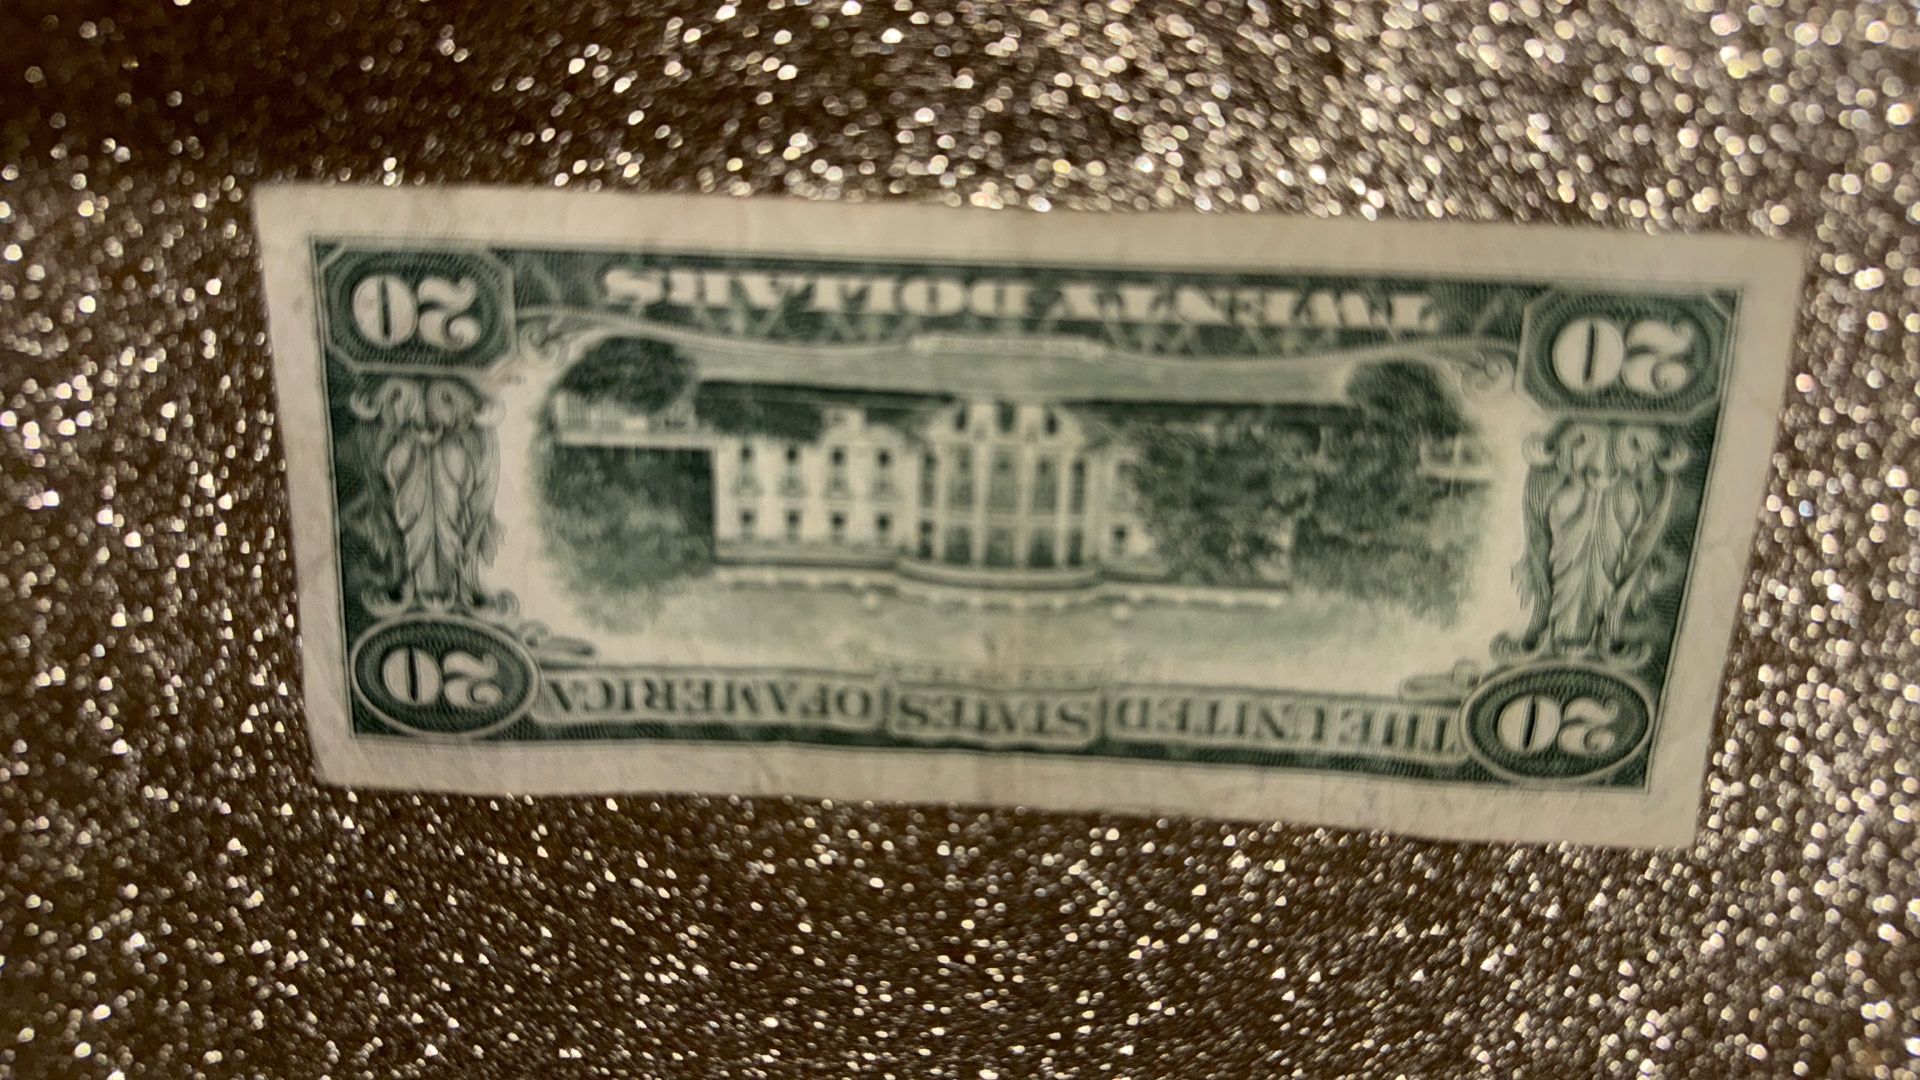 20 THE UNITED STATES OF AMERICA 20
20 TWENTY DOLLARS 20